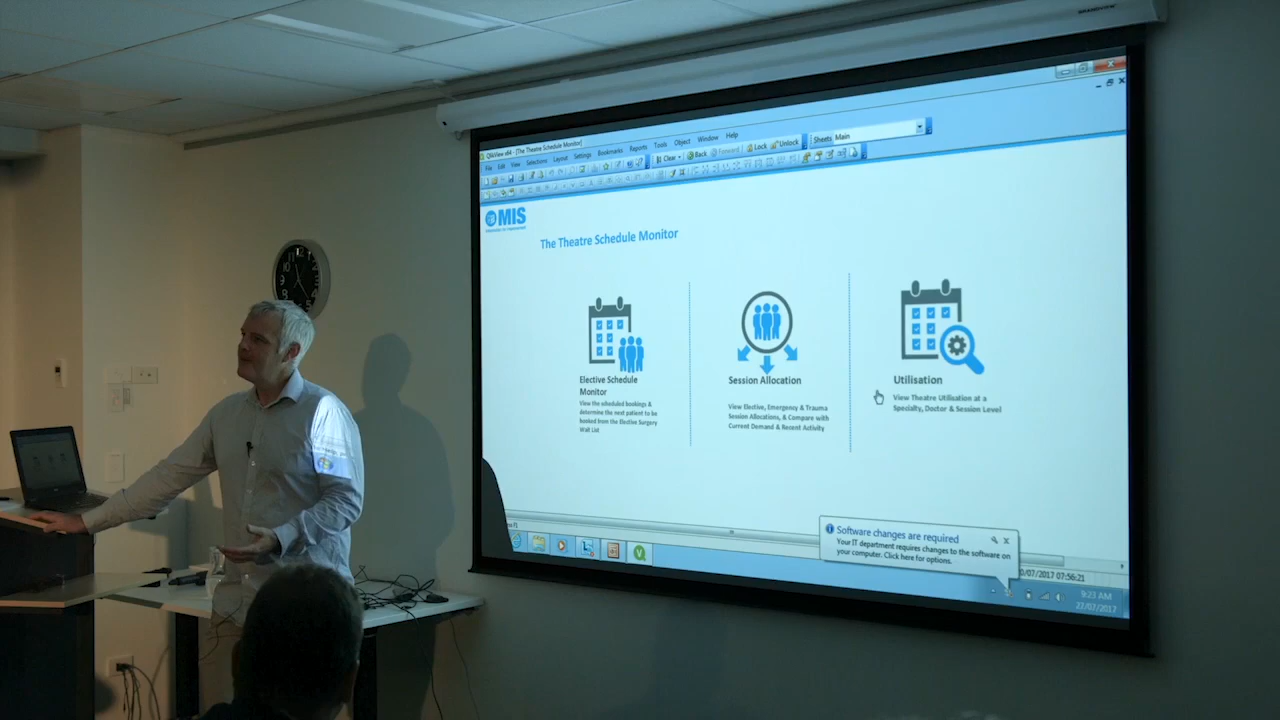 QlikView x64 - [The Theatre Schedule Monitor]
File Edit View Selections Layout Settings Bookmarks Reports Tools Object Window Help
Clear Back Forward Lock Unlock Sheets Main
MIS
The Theatre Schedule Monitor
Elective Schedule
Monitor
View the scheduled bookings &
determine the next patient to be
booked from the Elective Surgery
Wait List
Session Allocation
View Elective, Emergency & Trauma
Session Allocations, & Compare with
Current Demand & Recent Activity
Utilisation
View Theatre Utilisation at a
Specialty, Doctor & Session Level
Software changes are required
Your IT department requires changes to the software on
your computer. Click here for options.
0/07/2017 07:56:21
9:23 AM
22/07/2017